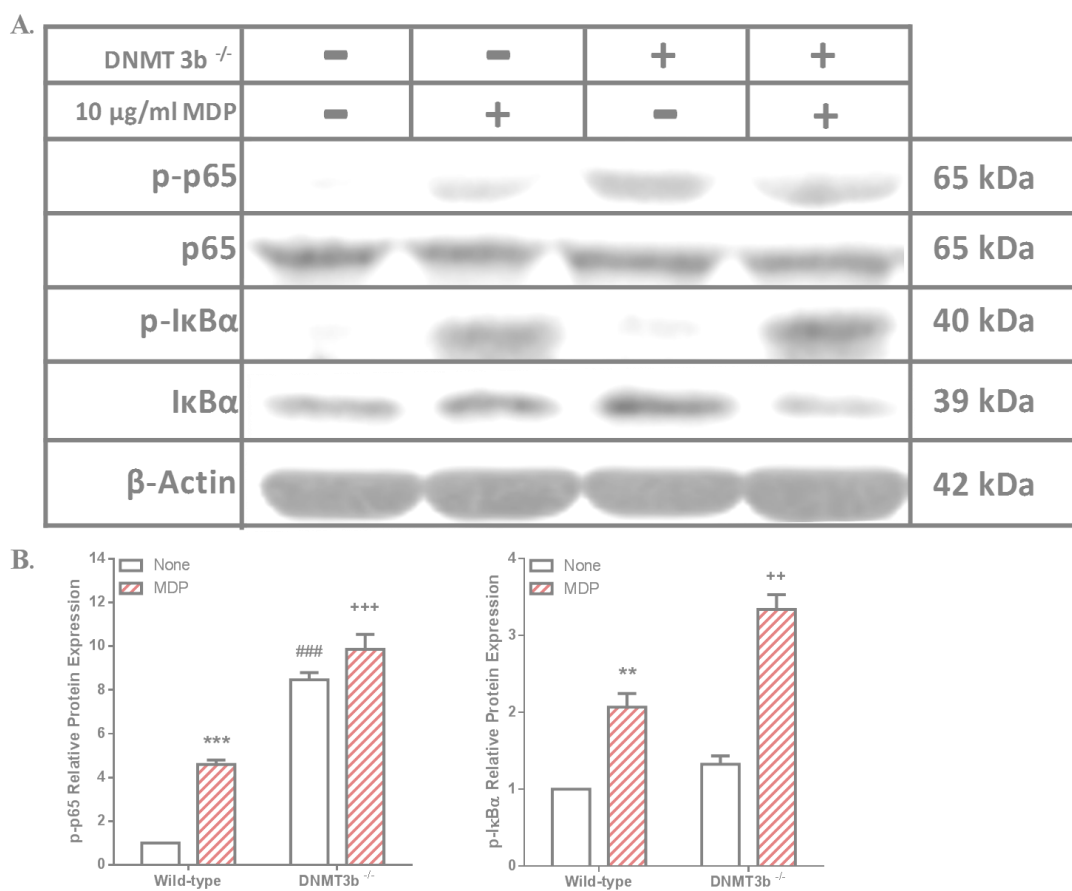 A.
DNMT 3b -/- − − + +
10 µg/ml MDP − + − +
p-p65 65 kDa
p65 65 kDa
p-IκBα 40 kDa
IκBα 39 kDa
β-Actin 42 kDa
B.
p-p65 Relative Protein Expression
14
12
10
8
6
4
2
0
None
MDP
***
###
+++
Wild-type DNMT3b -/-
p-IκBα Relative Protein Expression
4
3
2
1
0
None
MDP
**
++
Wild-type DNMT3b -/-